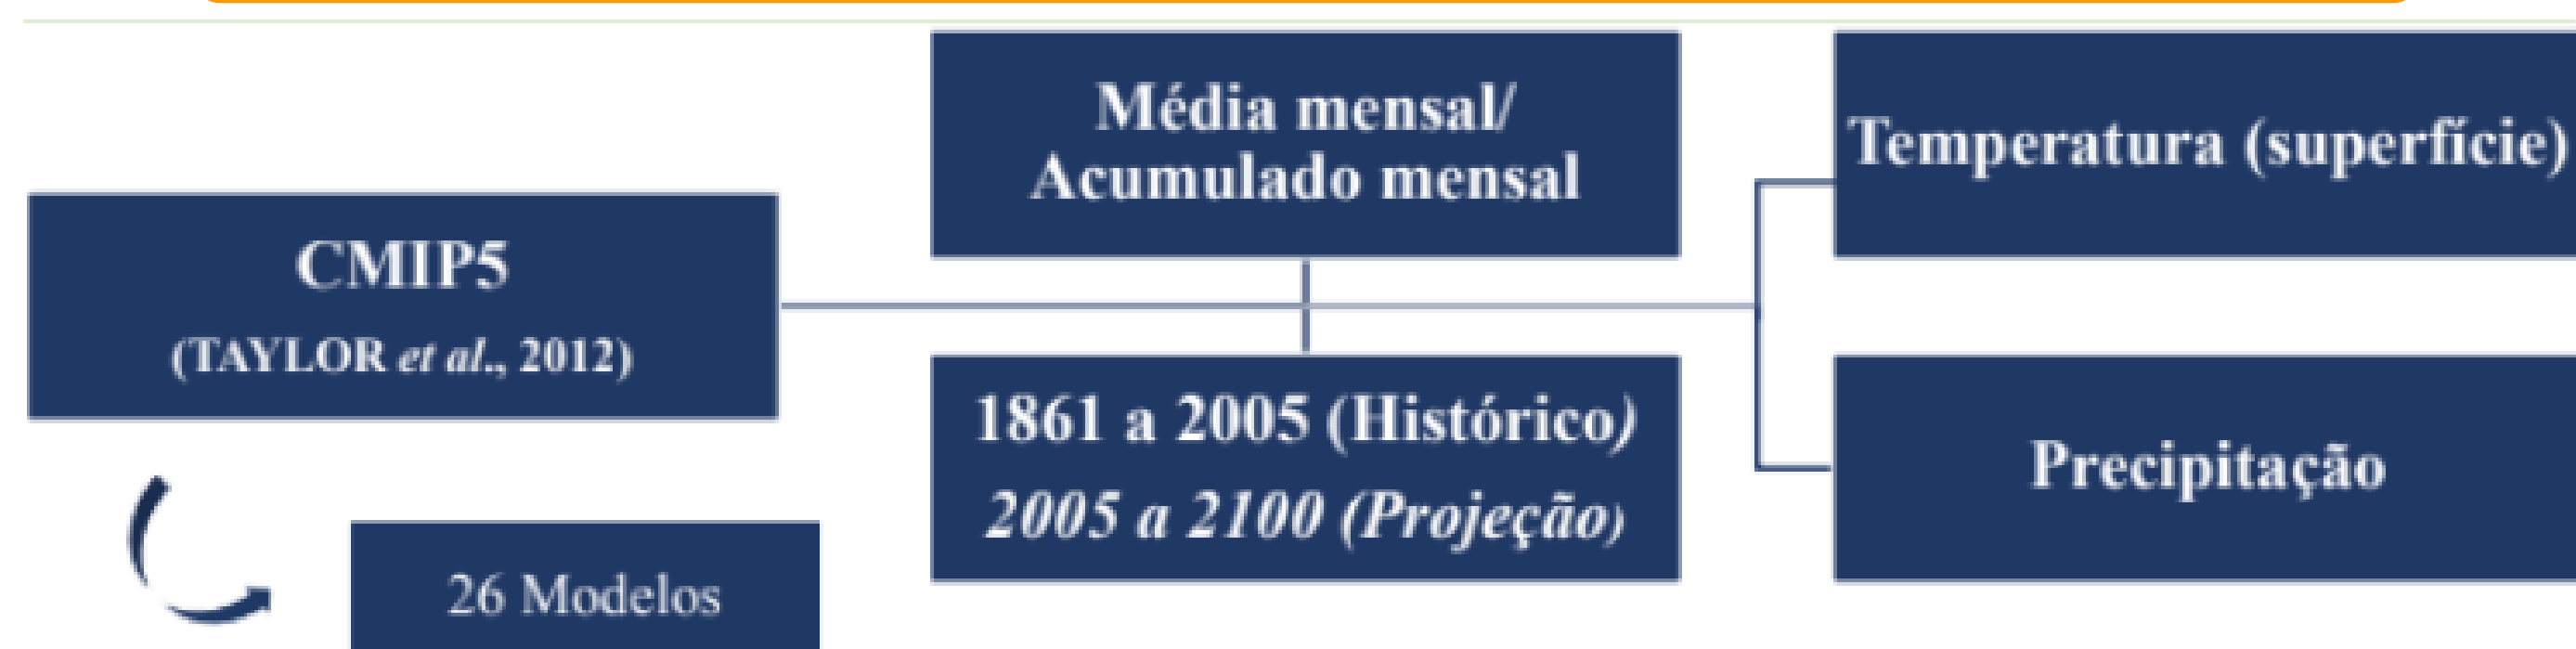 CMIP5
(TAYLOR et al., 2012)
26 Modelos
Média mensal/
Acumulado mensal
1861 a 2005 (Histórico)
2005 a 2100 (Projeção)
Temperatura (superfície)
Precipitação